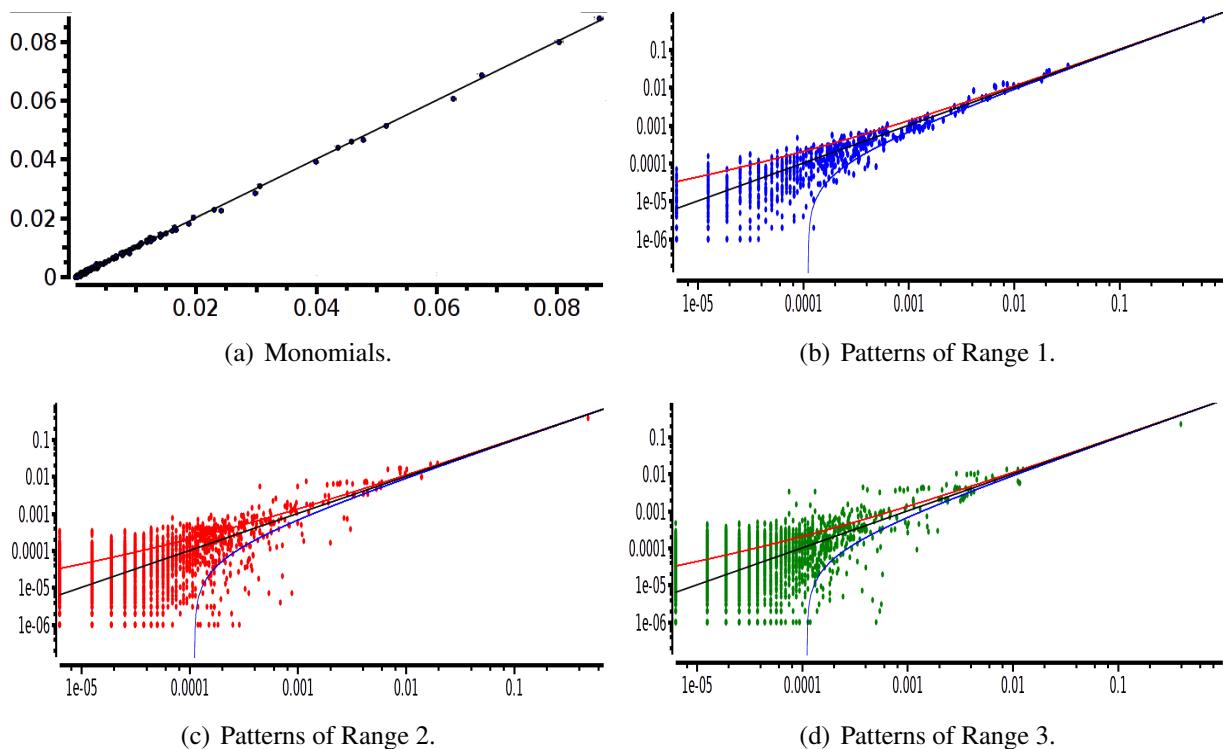 0.08
0.06
0.04
0.02
0
0.02 0.04 0.06 0.08
(a) Monomials.
0.1
0.01
0.001
0.0001
1e-05
1e-06
1e-05 0.0001 0.001 0.01 0.1
(b) Patterns of Range 1.
0.1
0.01
0.001
0.0001
1e-05
1e-06
1e-05 0.0001 0.001 0.01 0.1
(c) Patterns of Range 2.
0.1
0.01
0.001
0.0001
1e-05
1e-06
1e-05 0.0001 0.001 0.01 0.1
(d) Patterns of Range 3.